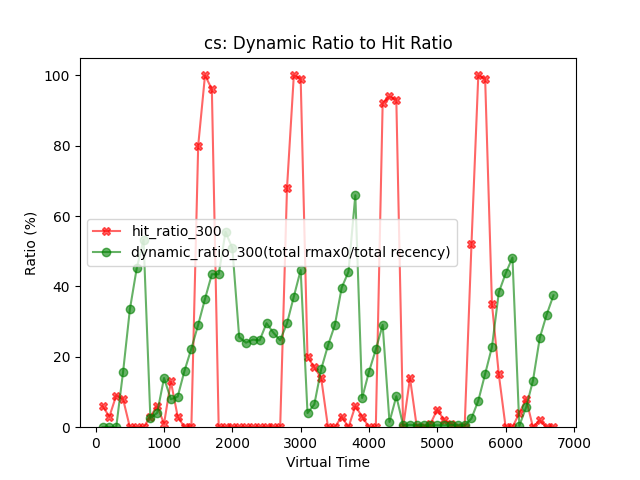 cs: Dynamic Ratio to Hit Ratio
Ratio (%)
100
80
60
40
20
0
hit_ratio_300
dynamic_ratio_300(total rmax0/total recency)
0
1000
2000
3000
4000
5000
6000
7000
Virtual Time